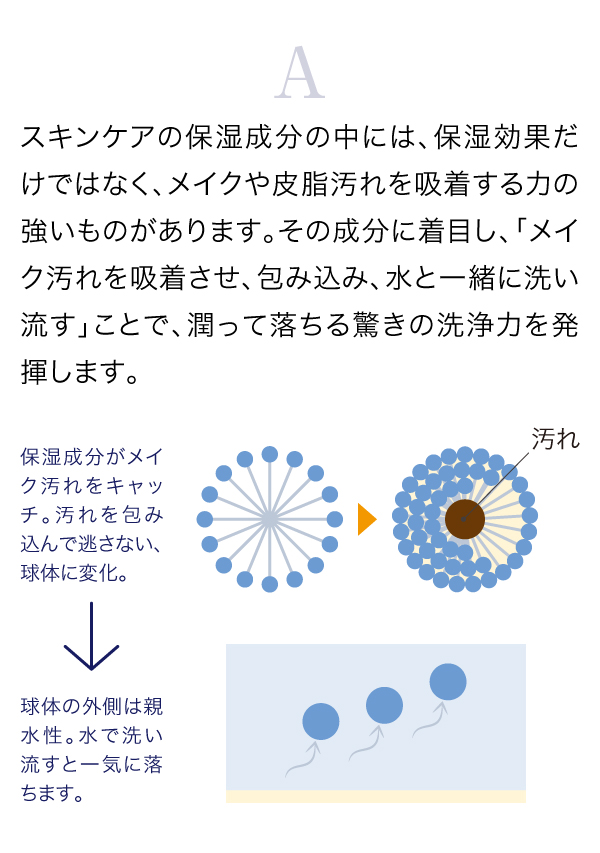 A
スキンケアの保湿成分の中には、保湿効果だ
けではなく、メイクや皮脂汚れを吸着する力の
強いものがあります。その成分に着目し、「メイ
ク汚れを吸着させ、包み込み、水と一緒に洗い
流す」ことで、潤って落ちる驚きの洗浄力を発
揮します。
汚れ
保湿成分がメイ
ク汚れをキャッ
チ。汚れを包み
込んで逃さない、
球体に変化。
球体の外側は親
水性。水で洗い
流すと一気に落
ちます。